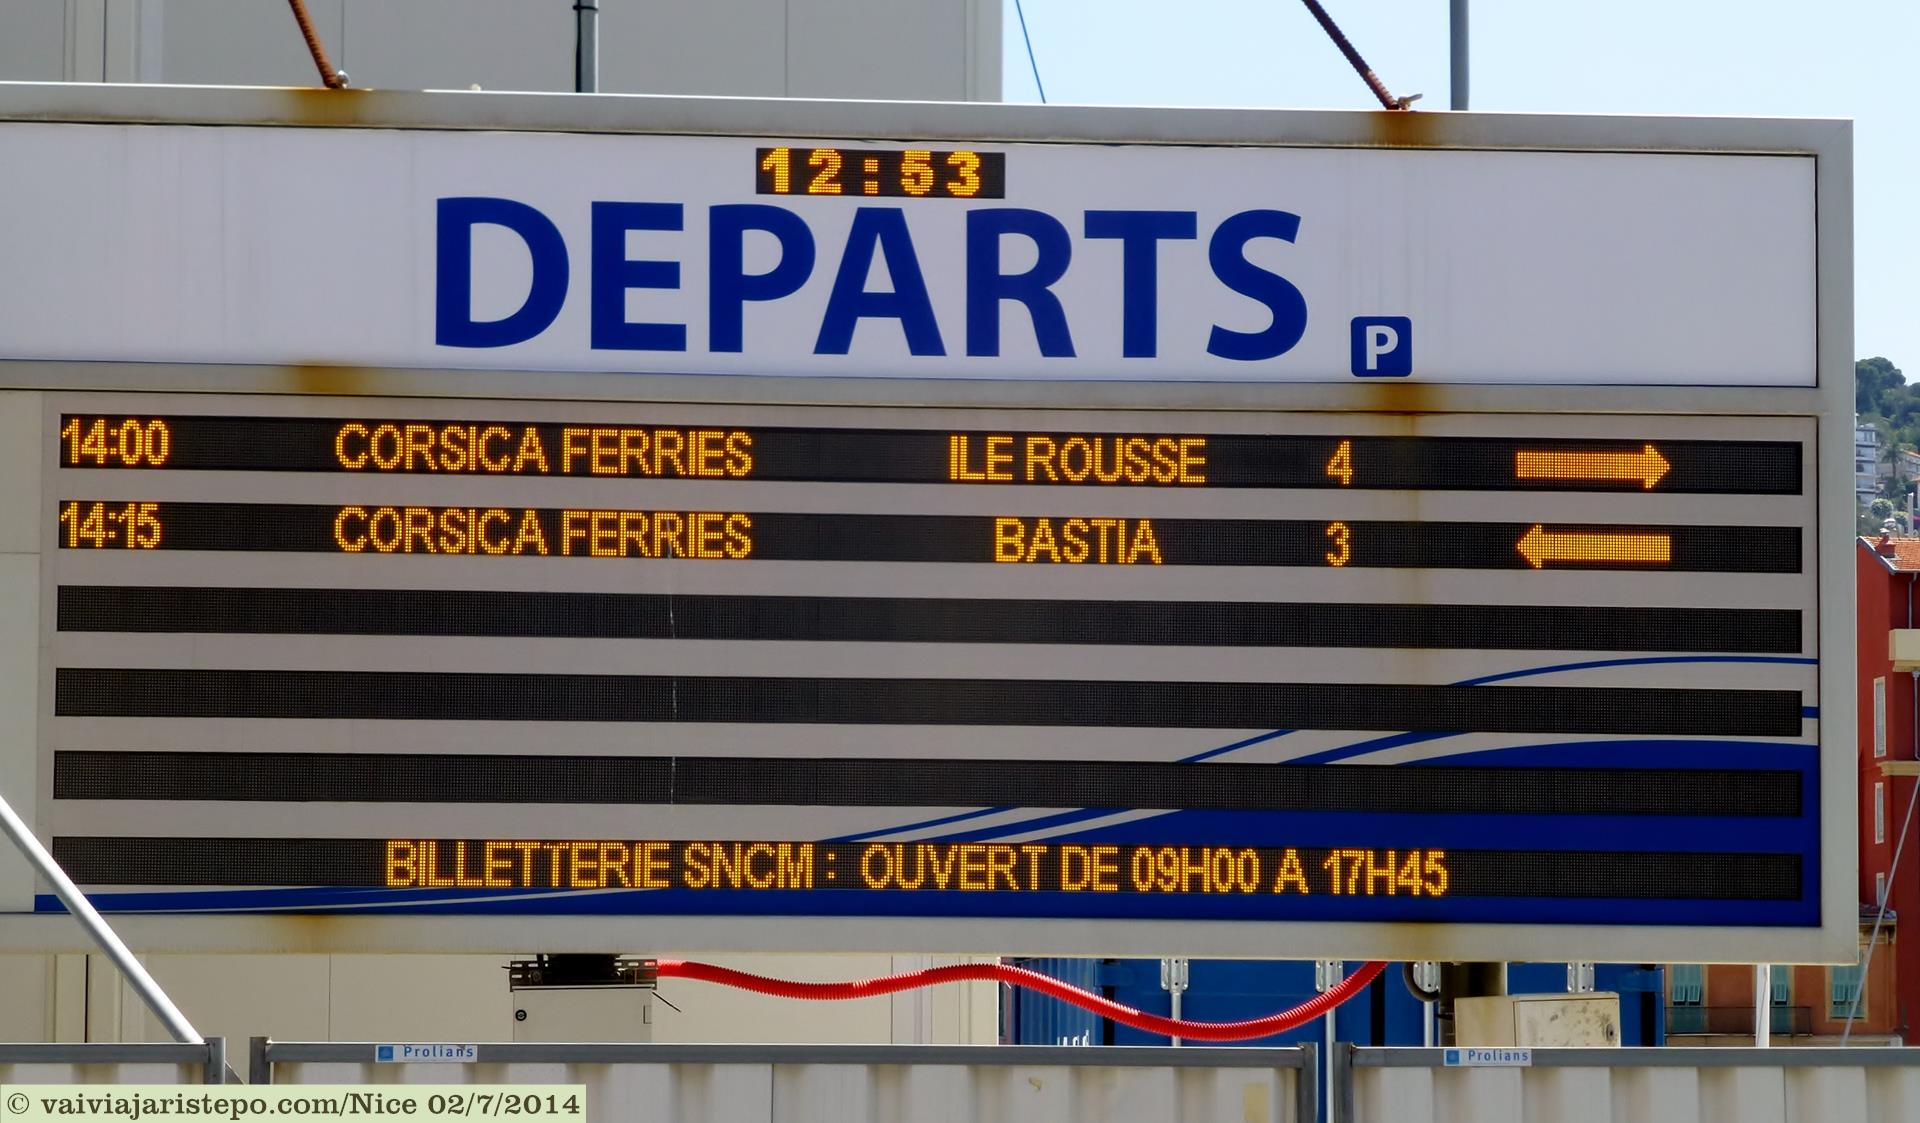 12:53
DEPARTS P
14:00 CORSICA FERRIES ILE ROUSSE 4
14:15 CORSICA FERRIES BASTIA 3
BILLETTERIE SNCM : OUVERT DE 09H00 A 17H45
Prolians Prolians
© vaiviajaristepo.com/Nice 02/7/2014